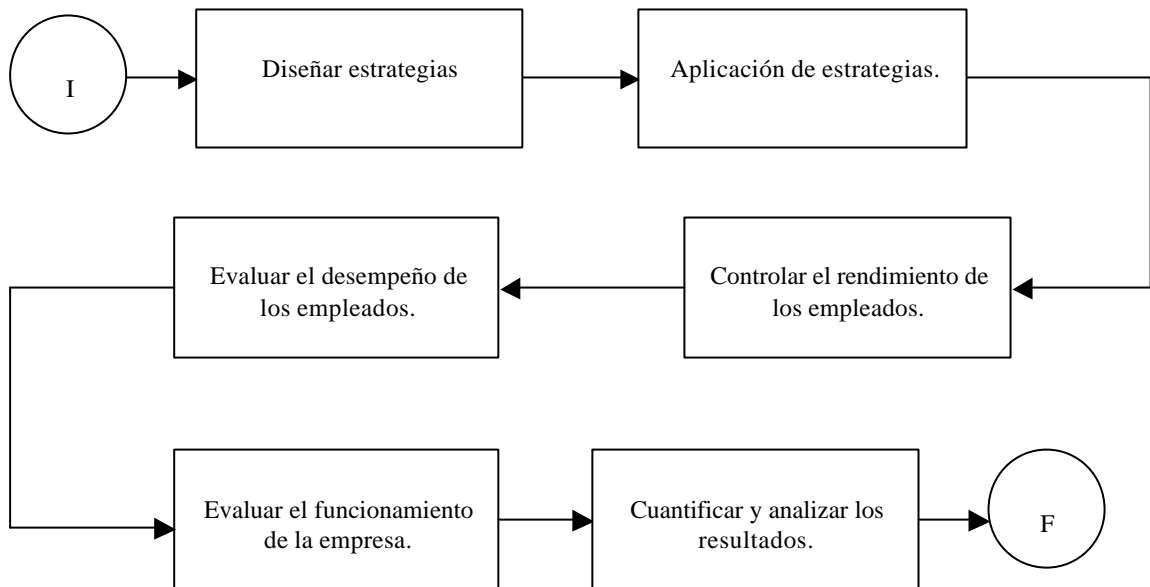 I
Diseñar estrategias
Aplicación de estrategias.
Controlar el rendimiento de
los empleados.
Evaluar el desempeño de
los empleados.
Evaluar el funcionamiento
de la empresa.
Cuantificar y analizar los
resultados.
F